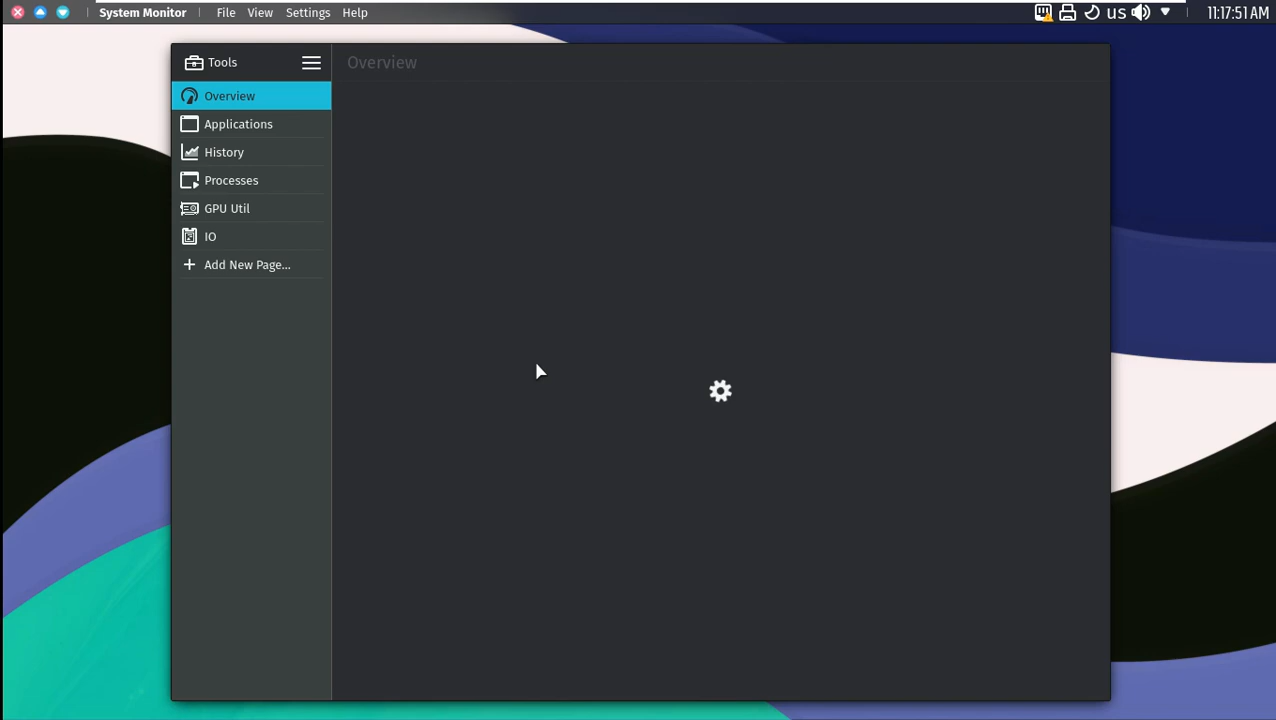 System Monitor File View Settings Help us 11:17:51 AM
Tools Overview
Overview
Applications
History
Processes
GPU Util
IO
Add New Page...